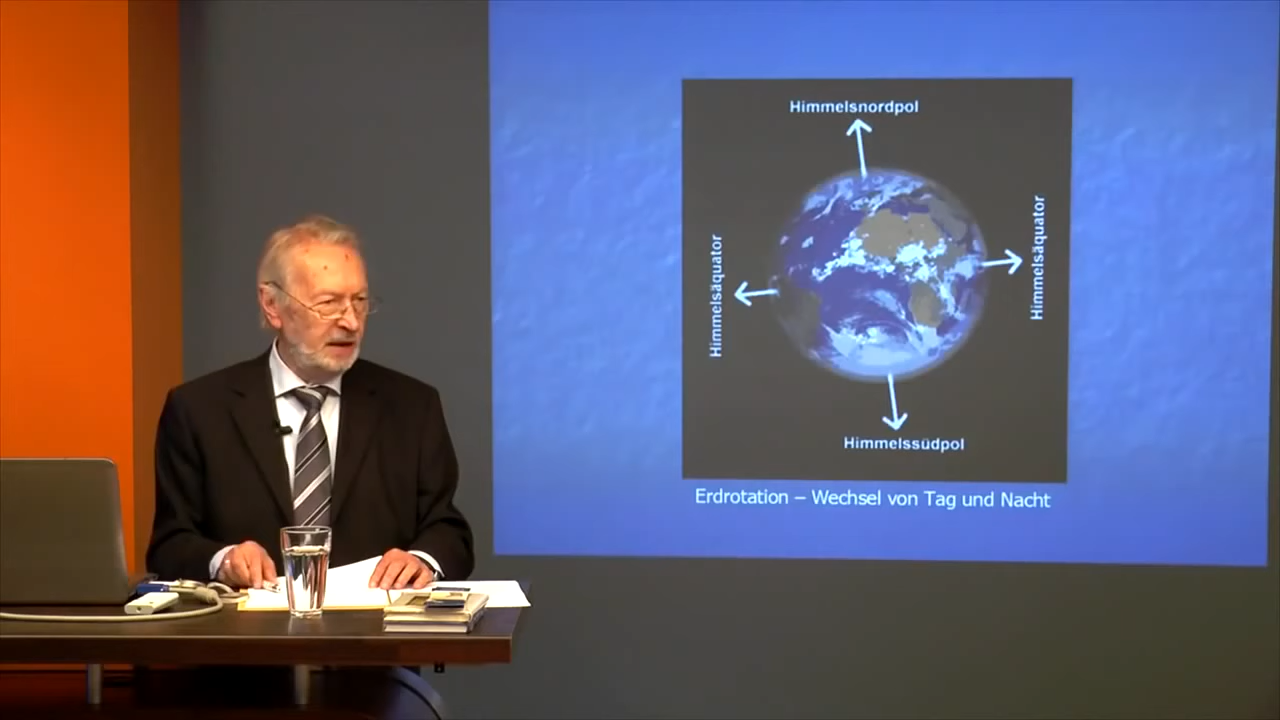 Himmelsnordpol
Himmelsäquator
Himmelsäquator
Himmelssüdpol
Erdrotation – Wechsel von Tag und Nacht